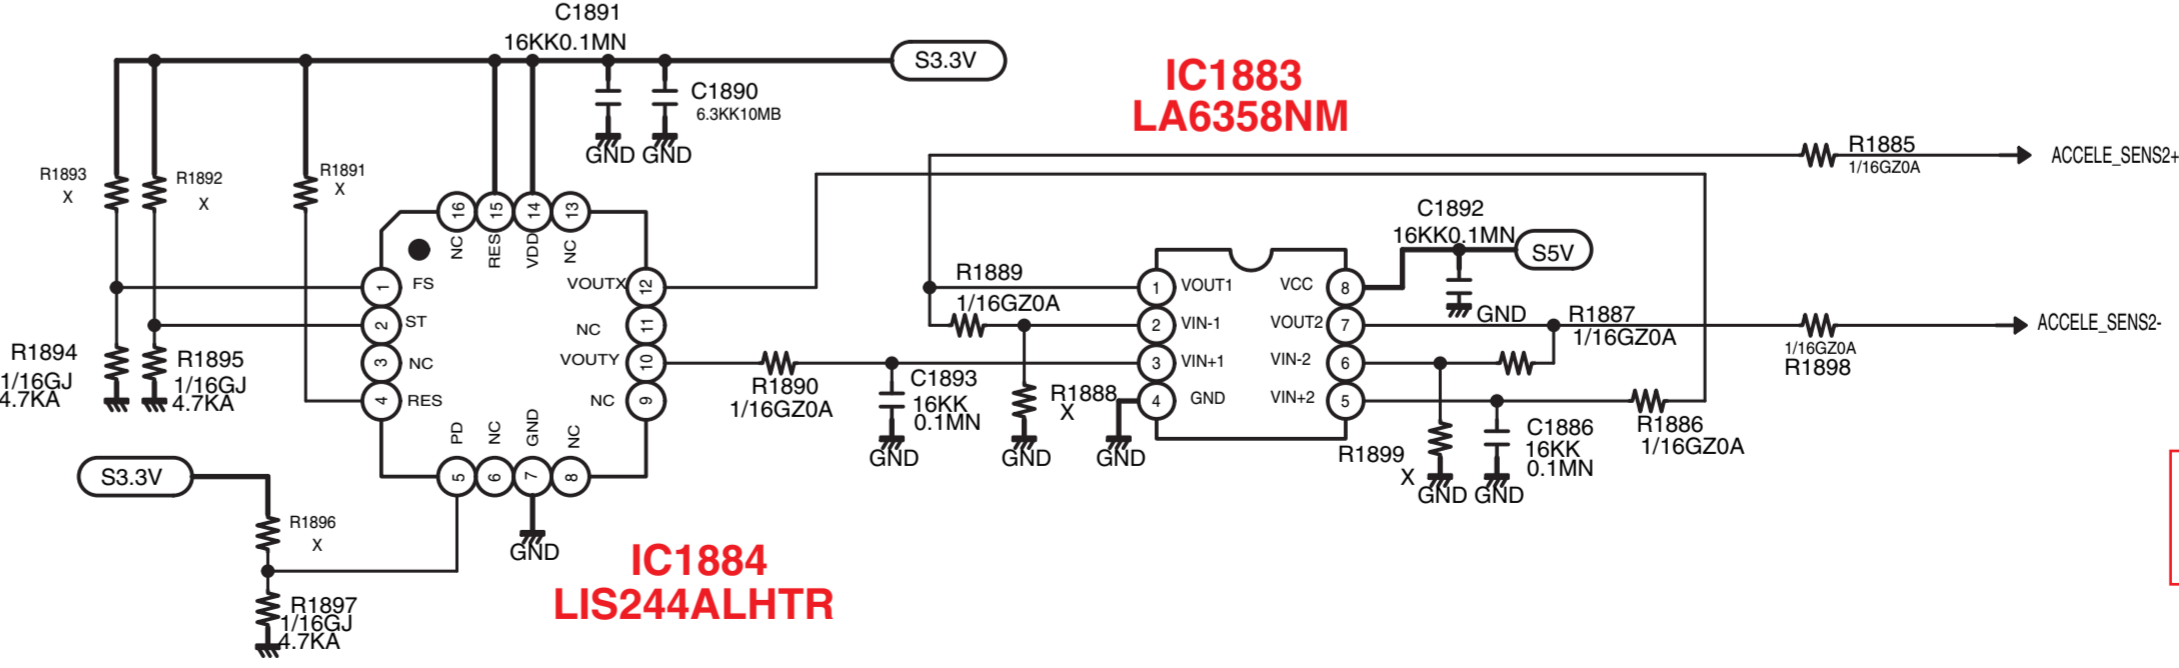 C1891
16KK0.1MN
S3.3V
C1890
6.3KK10MB
GND GND
IC1883
LA6358NM
R1885
1/16GZ0A
ACCELE_SENS2+
R1893
X
R1892
X
R1891
X
16 15 14 13
NC RES VDD NC
1 FS
2 ST
3 NC
4 RES
VOUTX 12
NC 11
VOUTY 10
NC 9
PD NC GND NC
5 6 7 8
GND
R1894
1/16GJ
4.7KA
R1895
1/16GJ
4.7KA
S3.3V
R1896
X
R1897
1/16GJ
4.7KA
IC1884
LIS244ALHTR
R1889
1/16GZ0A
R1890
1/16GZ0A
C1893
16KK
0.1MN
GND
R1888
X
GND
GND
1 VOUT1
2 VIN-1
3 VIN+1
4 GND
VCC 8
VOUT2 7
VIN-2 6
VIN+2 5
C1892
16KK0.1MN
S5V
GND
R1887
1/16GZ0A
1/16GZ0A
R1898
ACCELE_SENS2-
R1899
X
GND GND
C1886
16KK
0.1MN
R1886
1/16GZ0A